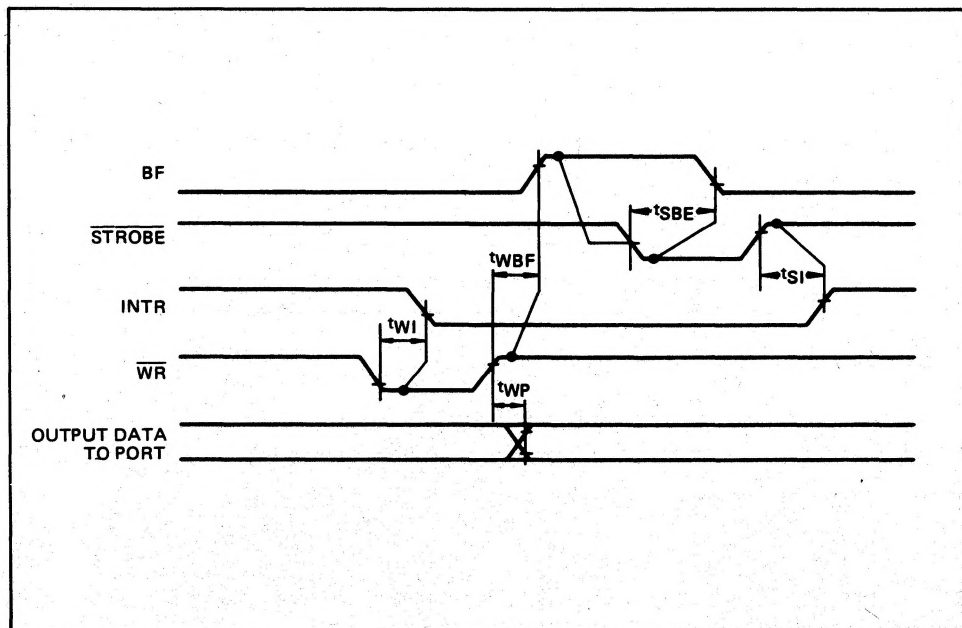 BF
STROBE
INTR
WR
OUTPUT DATA
TO PORT
tSBE
tWBF
tSI
tWI
tWP